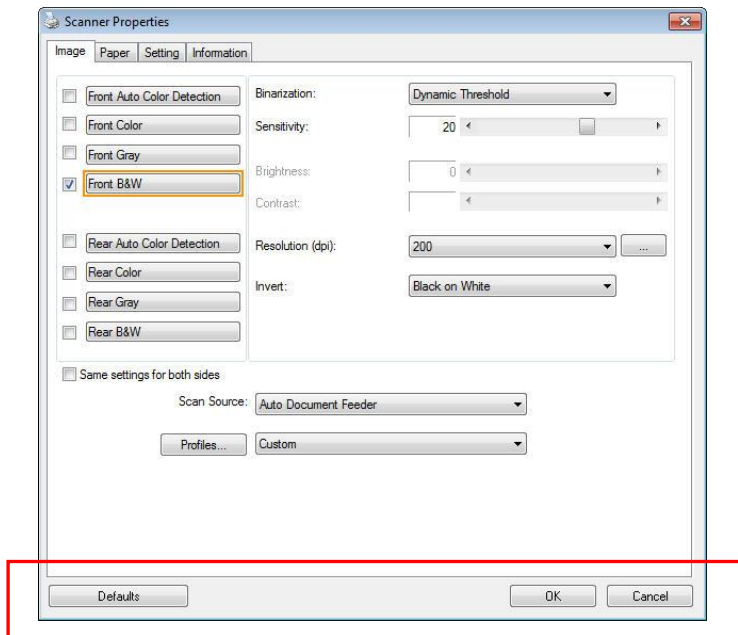 Scanner Properties
Image Paper Setting Information
Front Auto Color Detection
Front Color
Front Gray
Front B&W
Rear Auto Color Detection
Rear Color
Rear Gray
Rear B&W
Binarization: Dynamic Threshold
Sensitivity: 20
Brightness: 0
Contrast:
Resolution (dpi): 200 ...
Invert: Black on White
Same settings for both sides
Scan Source: Auto Document Feeder
Profiles... Custom
Defaults OK Cancel